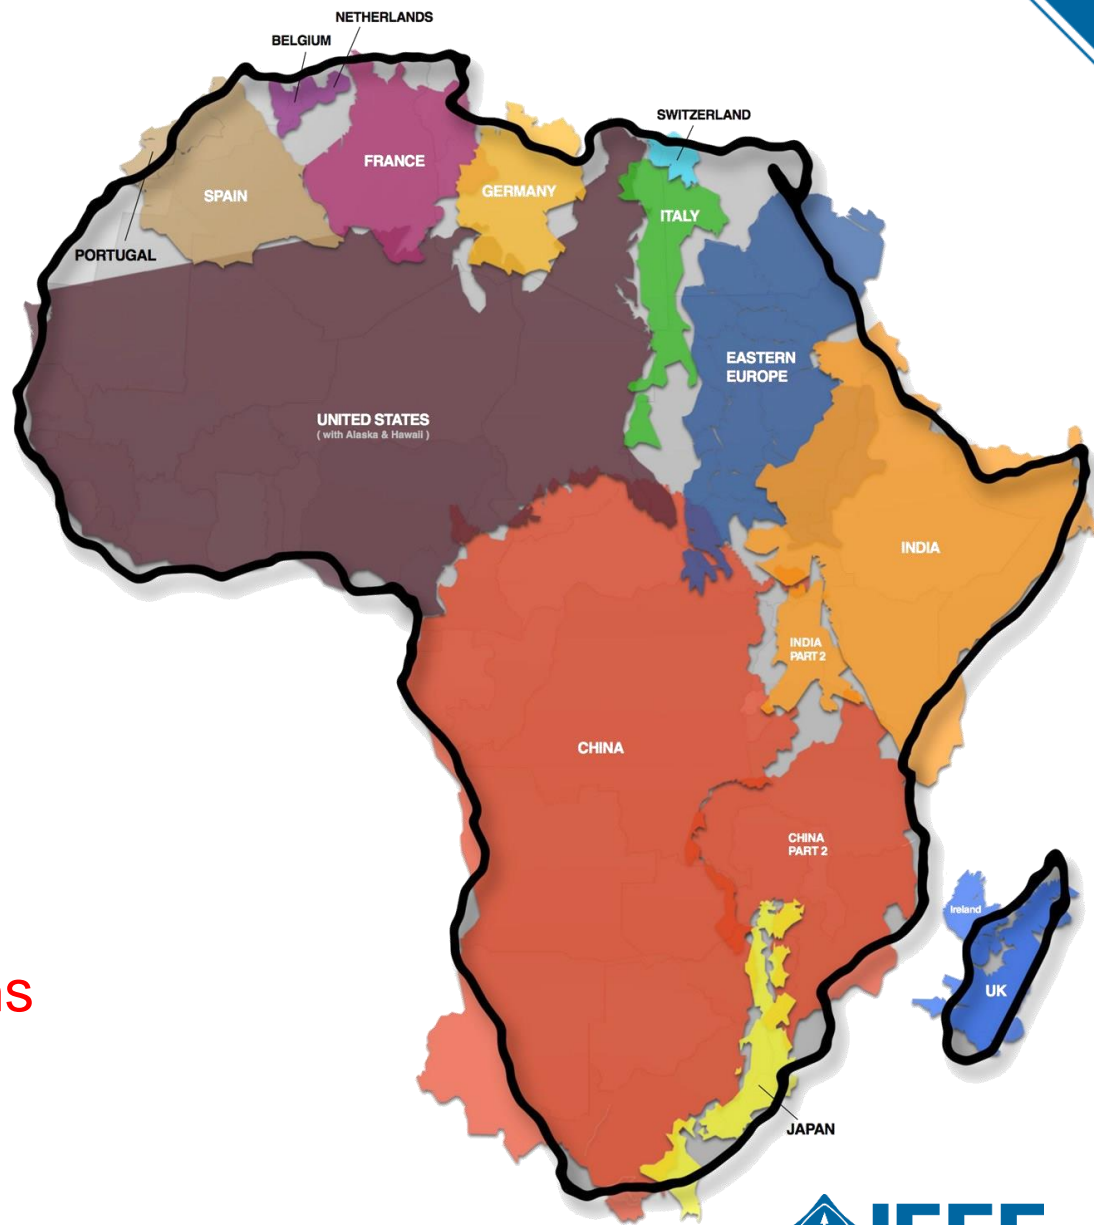 NETHERLANDS
BELGIUM
SWITZERLAND
FRANCE
GERMANY
SPAIN
ITALY
PORTUGAL
EASTERN
EUROPE
UNITED STATES
( with Alaska & Hawaii )
INDIA
INDIA
PART 2
CHINA
CHINA
PART 2
Ireland
UK
JAPAN
IEEE